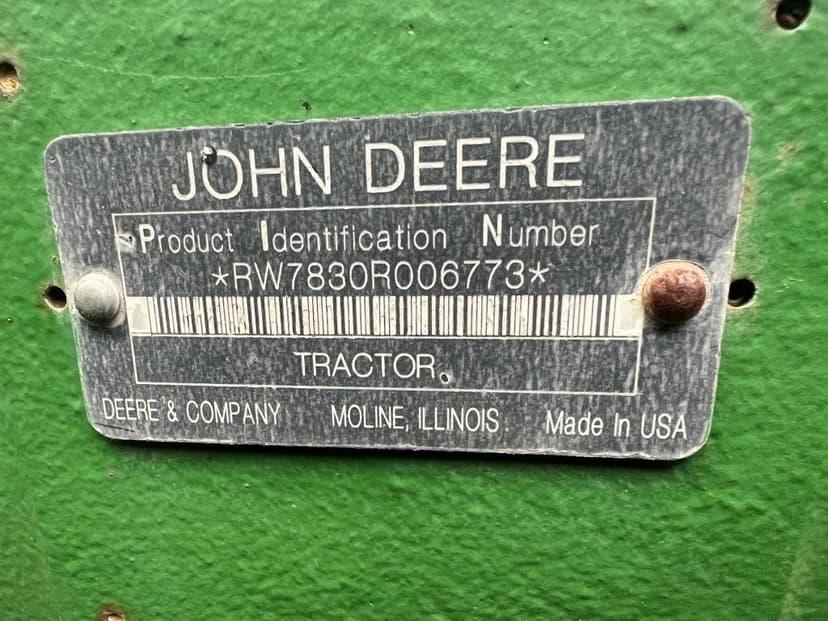 JOHN DEERE
Product Identification Number
*RW7830R006773*
TRACTOR
DEERE & COMPANY MOLINE, ILLINOIS Made In USA